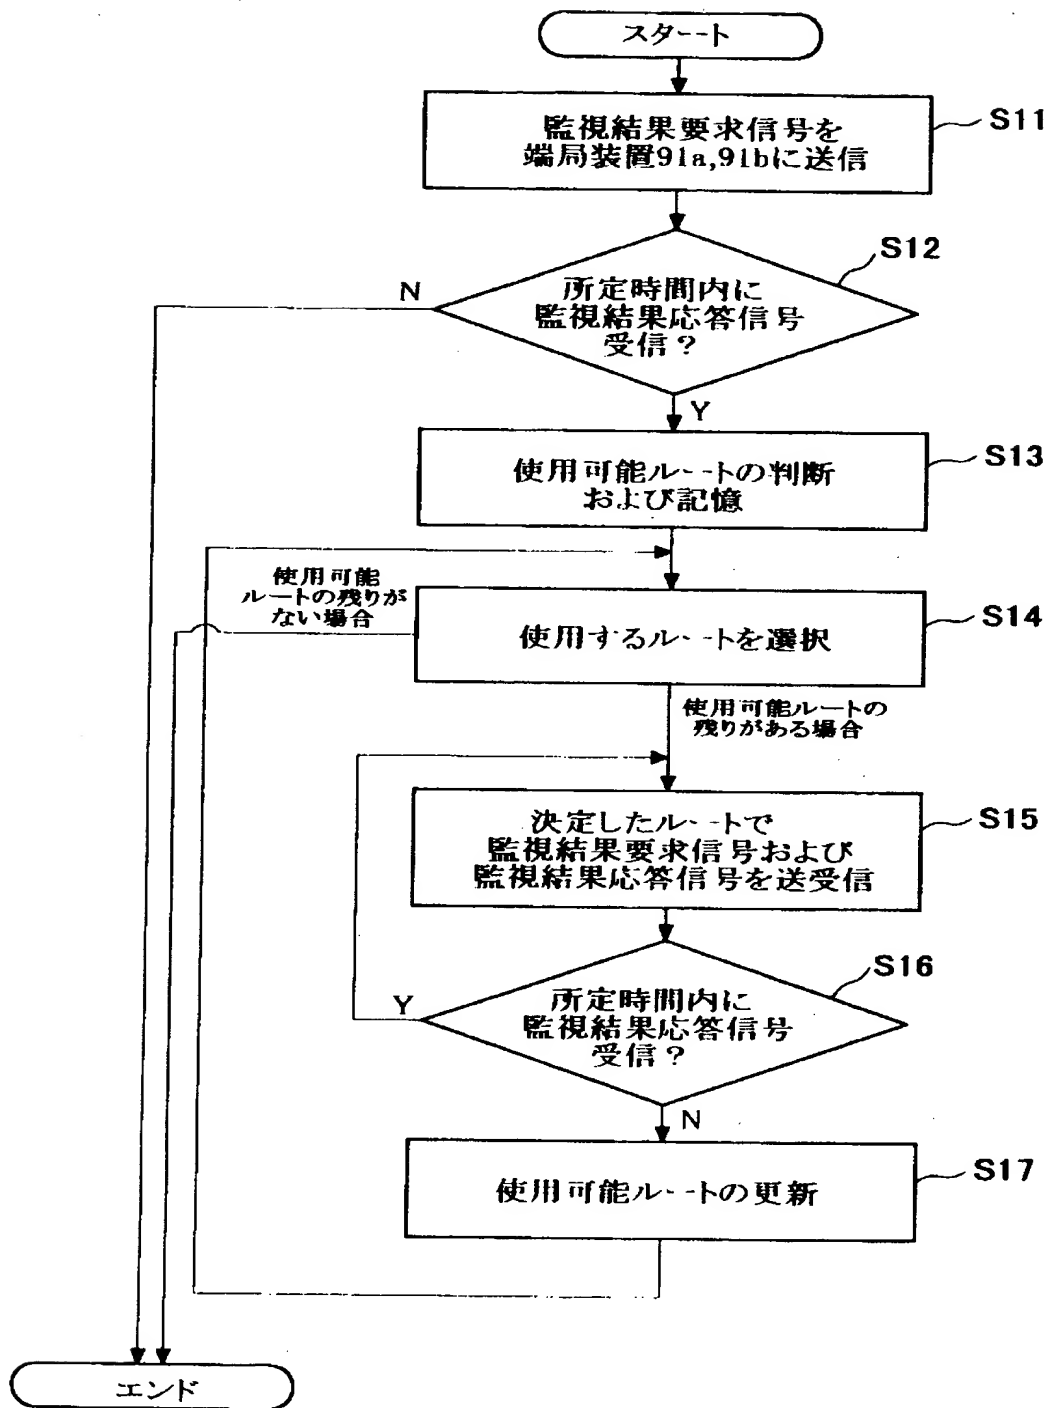 スタート
監視結果要求信号を
端局装置91a,91bに送信
S11
所定時間内に
監視結果応答信号
受信？
S12
N
Y
使用可能ルートの判断
および記憶
S13
使用可能
ルートの残りが
ない場合
使用するルートを選択
S14
使用可能ルートの
残りがある場合
決定したルートで
監視結果要求信号および
監視結果応答信号を送受信
S15
所定時間内に
監視結果応答信号
受信？
S16
Y
N
使用可能ルートの更新
S17
エンド